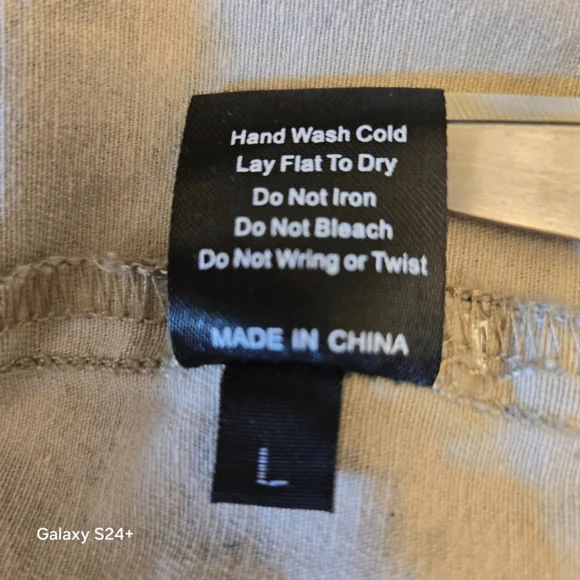 Hand Wash Cold
Lay Flat To Dry
Do Not Iron
Do Not Bleach
Do Not Wring or Twist
MADE IN CHINA
L
Galaxy S24+